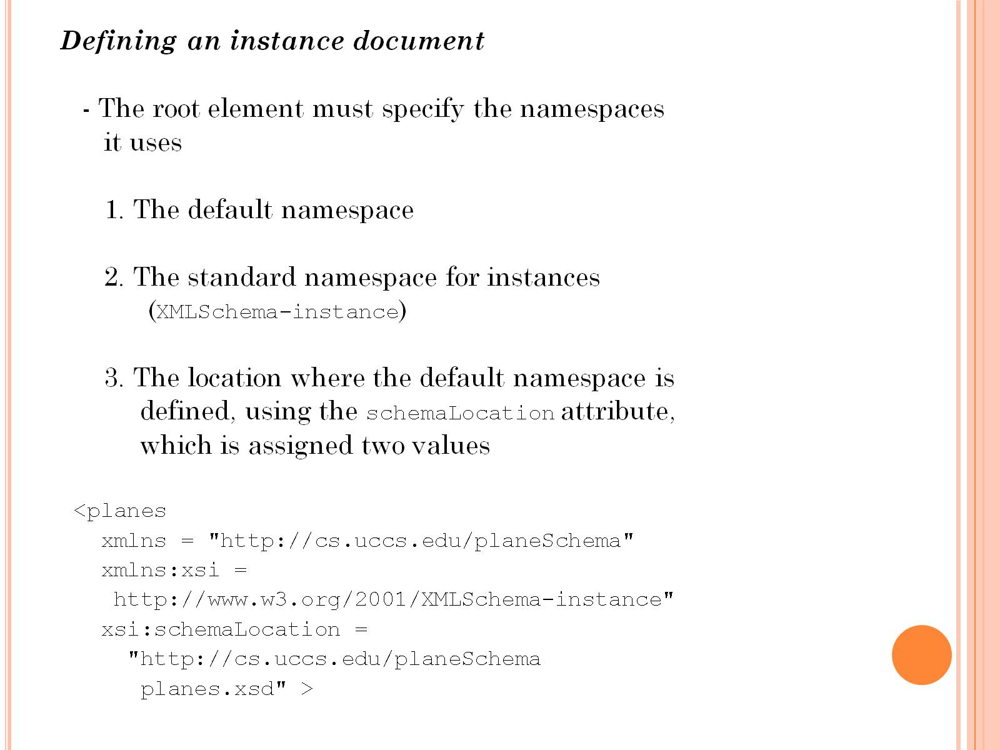 Defining an instance document
- The root element must specify the namespaces
it uses
1. The default namespace
2. The standard namespace for instances
(XMLSchema-instance)
3. The location where the default namespace is
defined, using the schemaLocation attribute,
which is assigned two values
<planes
xmlns = "http://cs.uccs.edu/planeSchema"
xmlns:xsi =
http://www.w3.org/2001/XMLSchema-instance"
xsi:schemaLocation =
"http://cs.uccs.edu/planeSchema
planes.xsd" >